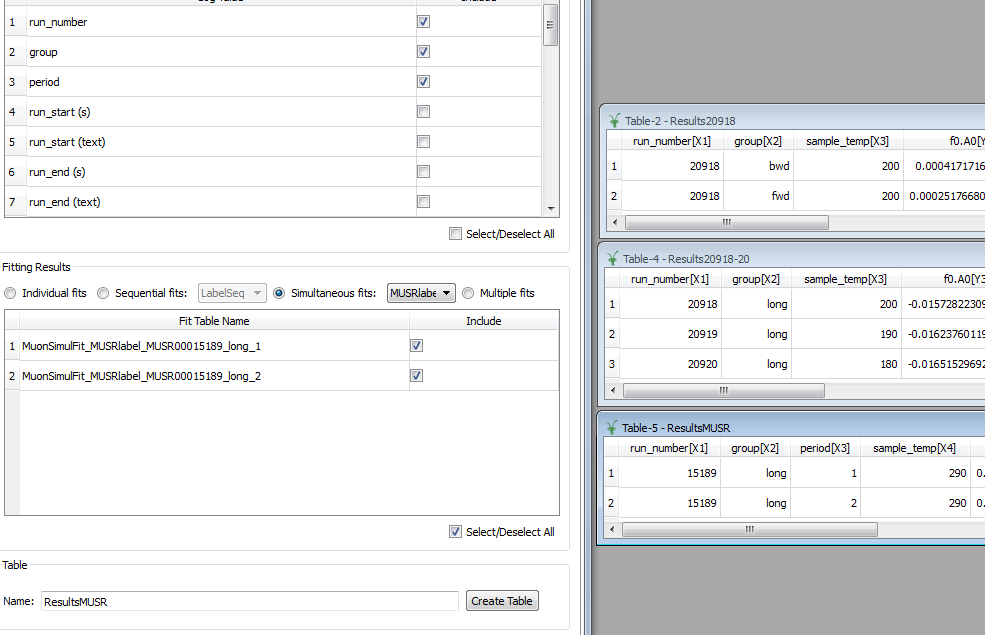 1 run_number
2 group
3 period
4 run_start (s)
5 run_start (text)
6 run_end (s)
7 run_end (text)
Select/Deselect All
Fitting Results
Individual fits Sequential fits: LabelSeq Simultaneous fits: MUSRlabe Multiple fits
Fit Table Name Include
1 MuonSimulFit_MUSRlabel_MUSR00015189_long_1
2 MuonSimulFit_MUSRlabel_MUSR00015189_long_2
Select/Deselect All
Table
Name: ResultsMUSR Create Table
Table-2 - Results20918
run_number[X1] group[X2] sample_temp[X3] f0.A0[Y
1 20918 bwd 200 0.0004171716
2 20918 fwd 200 0.00025176680
Table-4 - Results20918-20
run_number[X1] group[X2] sample_temp[X3] f0.A0[Y3
1 20918 long 200 -0.01572822309
2 20919 long 190 -0.01623760119
3 20920 long 180 -0.01651529692
Table-5 - ResultsMUSR
run_number[X1] group[X2] period[X3] sample_temp[X4]
1 15189 long 1 290 0.
2 15189 long 2 290 0.